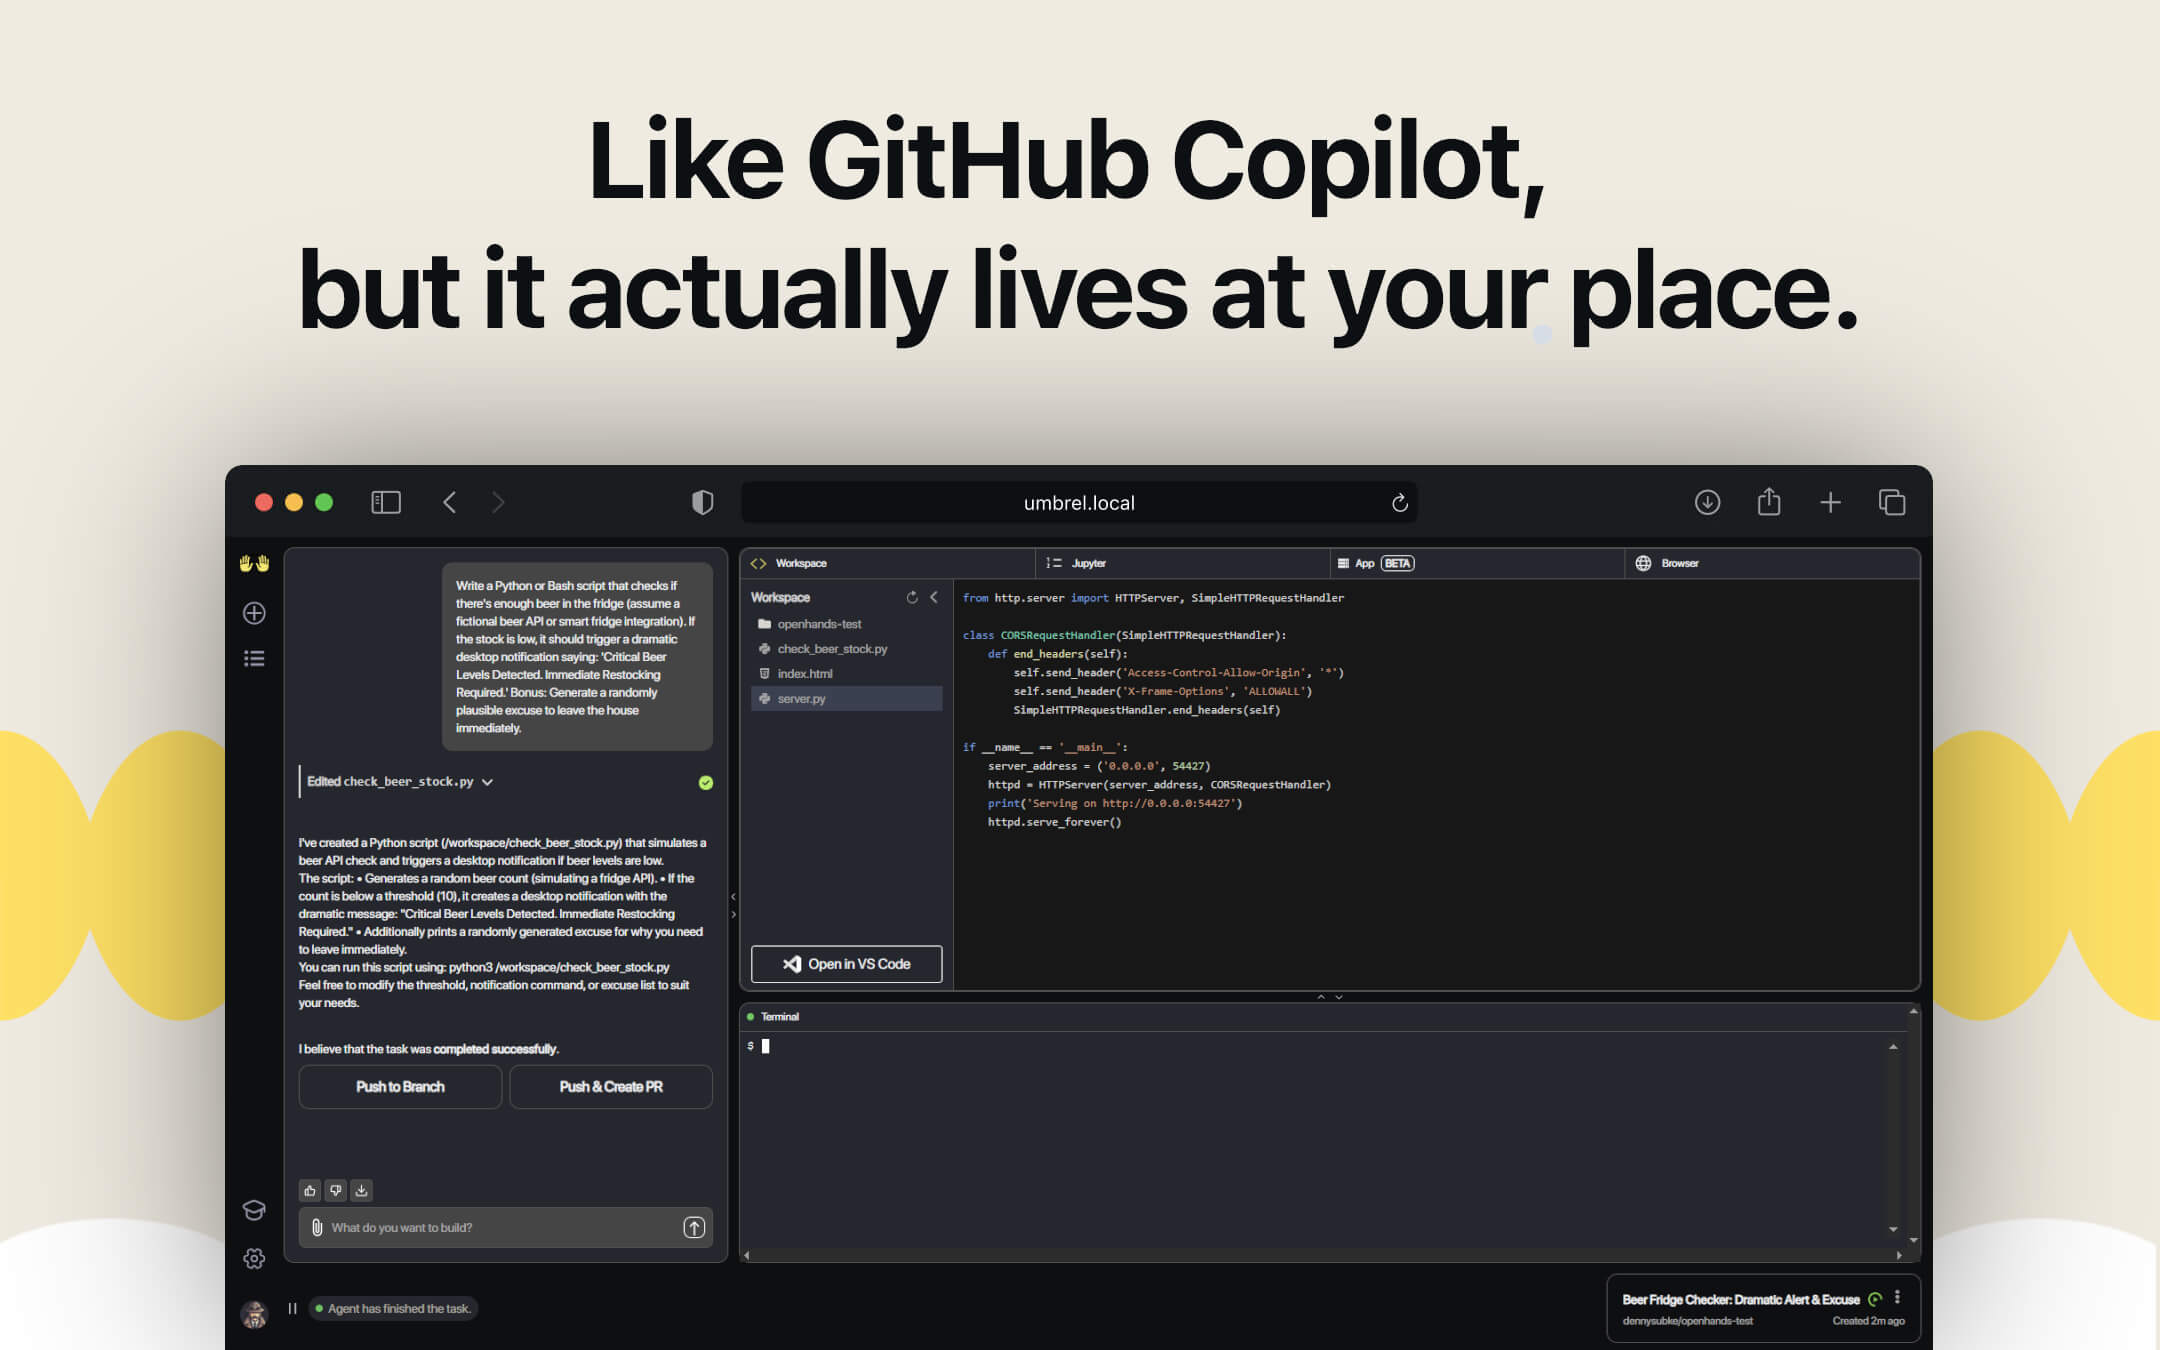 Like GitHub Copilot,
but it actually lives at your place.
umbrel.local
Write a Python or Bash script that checks if
there's enough beer in the fridge (assume a
fictional beer API or smart fridge integration). If
the stock is low, it should trigger a dramatic
desktop notification saying: 'Critical Beer
Levels Detected. Immediate Restocking
Required.' Bonus: Generate a randomly
plausible excuse to leave the house
immediately.
Edited check_beer_stock.py
I've created a Python script (/workspace/check_beer_stock.py) that simulates a
beer API check and triggers a desktop notification if beer levels are low.
The script: • Generates a random beer count (simulating a fridge API). • If the
count is below a threshold (10), it creates a desktop notification with the
dramatic message: "Critical Beer Levels Detected. Immediate Restocking
Required." • Additionally prints a randomly generated excuse for why you need
to leave immediately.
You can run this script using: python3 /workspace/check_beer_stock.py
Feel free to modify the threshold, notification command, or excuse list to suit
your needs.
I believe that the task was completed successfully.
Push to Branch
Push & Create PR
What do you want to build?
Agent has finished the task.
Workspace
Jupyter
App BETA
Browser
Workspace
openhands-test
check_beer_stock.py
index.html
server.py
Open in VS Code
from http.server import HTTPServer, SimpleHTTPRequestHandler
class CORSRequestHandler(SimpleHTTPRequestHandler):
def end_headers(self):
self.send_header('Access-Control-Allow-Origin', '*')
self.send_header('X-Frame-Options', 'ALLOWALL')
SimpleHTTPRequestHandler.end_headers(self)
if __name__ == '__main__':
server_address = ('0.0.0.0', 54427)
httpd = HTTPServer(server_address, CORSRequestHandler)
print('Serving on http://0.0.0.0:54427')
httpd.serve_forever()
Terminal
$
Beer Fridge Checker: Dramatic Alert & Excuse
dennysubke/openhands-test
Created 2m ago